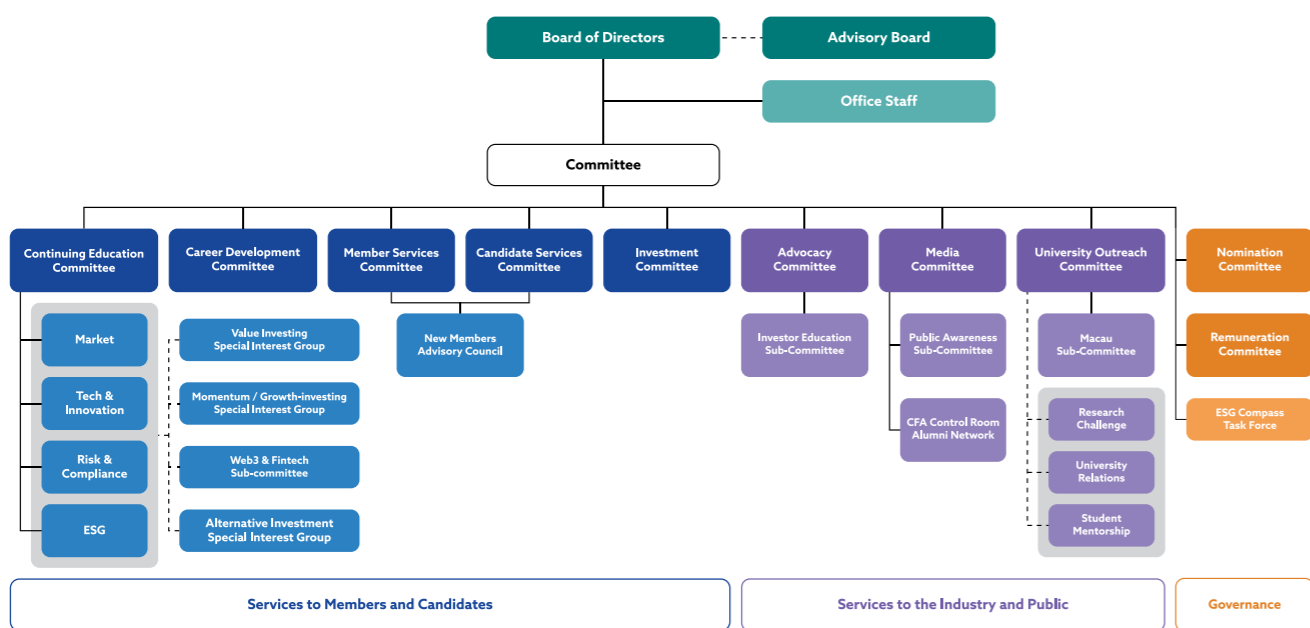 Board of Directors
Advisory Board
Office Staff
Committee
Continuing Education
Committee
Career Development
Committee
Member Services
Committee
Candidate Services
Committee
Investment
Committee
Advocacy
Committee
Media
Committee
University Outreach
Committee
Nomination
Committee
Market
Value Investing
Special Interest Group
New Members
Advisory Council
Investor Education
Sub-Committee
Public Awareness
Sub-Committee
Macau
Sub-Committee
Remuneration
Committee
Tech &
Innovation
Momentum / Growth-investing
Special Interest Group
CFA Control Room
Alumni Network
Research
Challenge
ESG Compass
Task Force
Risk &
Compliance
Web3 & Fintech
Sub-committee
University
Relations
ESG
Alternative Investment
Special Interest Group
Student
Mentorship
Services to Members and Candidates
Services to the Industry and Public
Governance